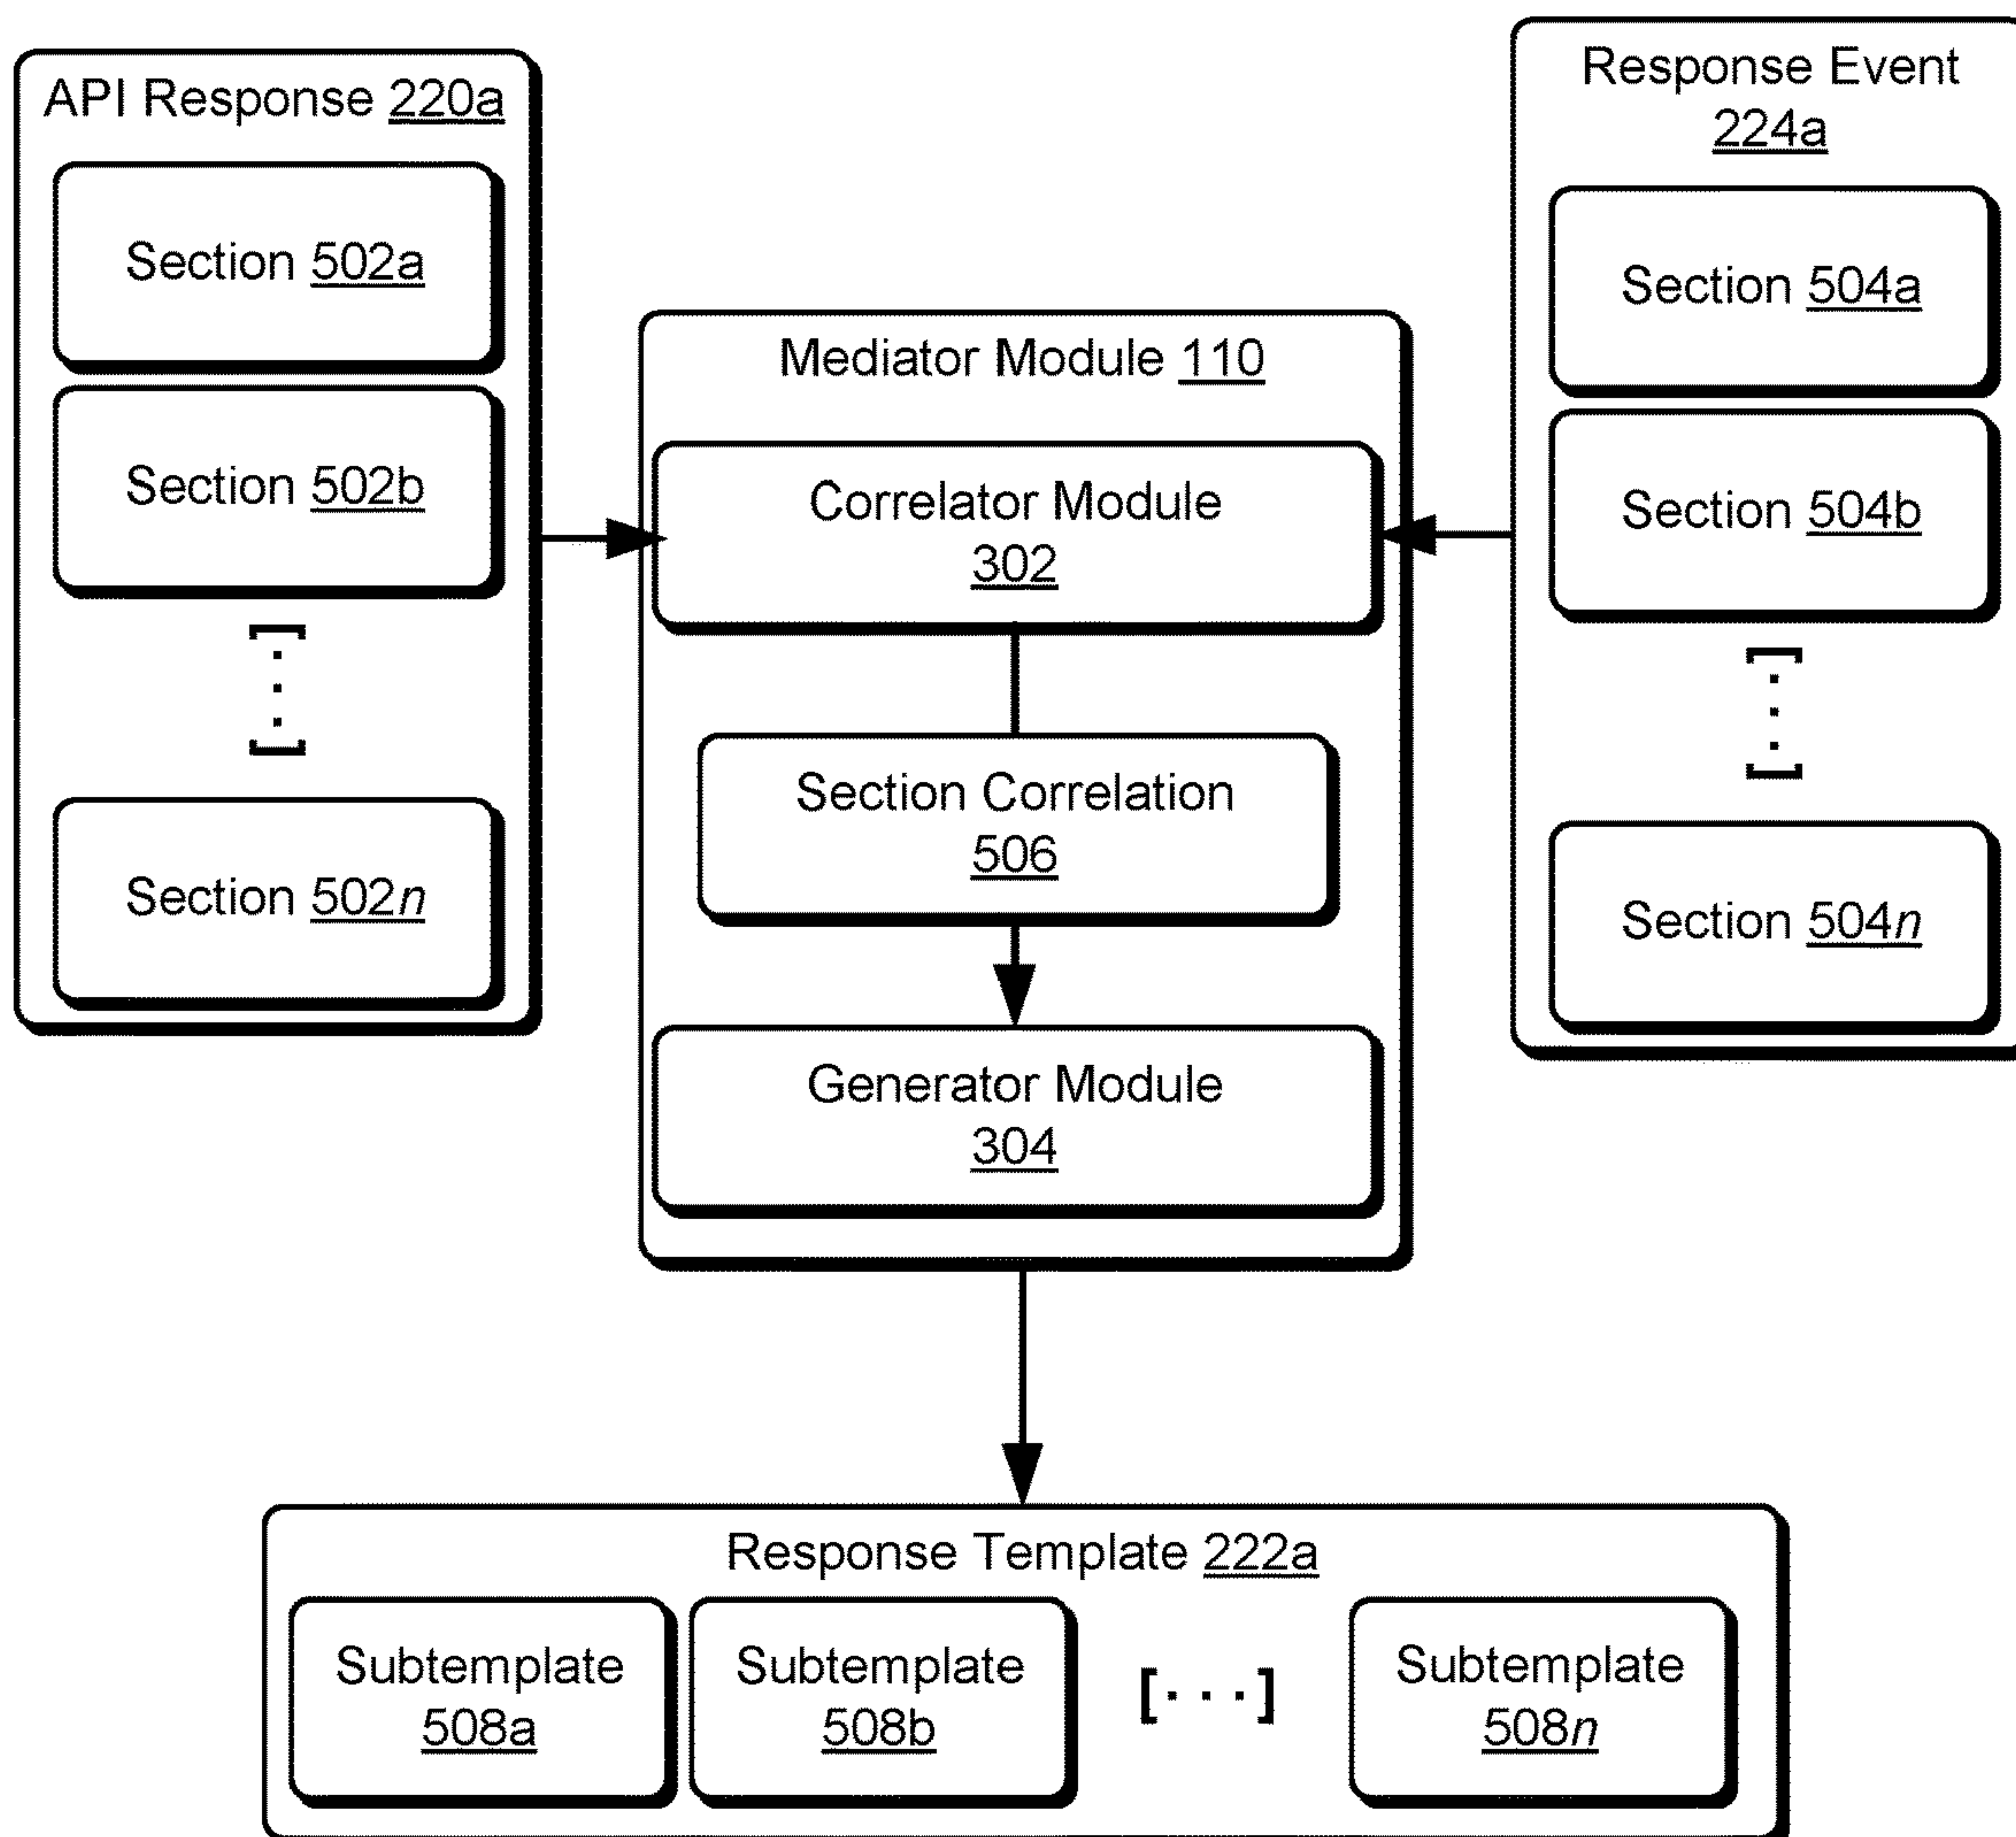 API Response 220a
Section 502a
Section 502b
[···]
Section 502n
Mediator Module 110
Correlator Module
302
Section Correlation
506
Generator Module
304
Response Event
224a
Section 504a
Section 504b
[···]
Section 504n
Response Template 222a
Subtemplate
508a
Subtemplate
508b
[···]
Subtemplate
508n